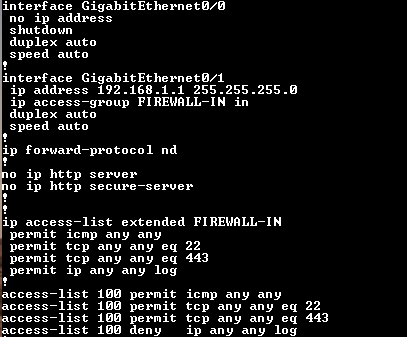 interface GigabitEthernet0/0
 no ip address
 shutdown
 duplex auto
 speed auto
!
interface GigabitEthernet0/1
 ip address 192.168.1.1 255.255.255.0
 ip access-group FIREWALL-IN in
 duplex auto
 speed auto
!
ip forward-protocol nd
!
no ip http server
no ip http secure-server
!
!
ip access-list extended FIREWALL-IN
 permit icmp any any
 permit tcp any any eq 22
 permit tcp any any eq 443
 permit ip any any log
!
access-list 100 permit icmp any any
access-list 100 permit tcp any any eq 22
access-list 100 permit tcp any any eq 443
access-list 100 deny   ip any any log